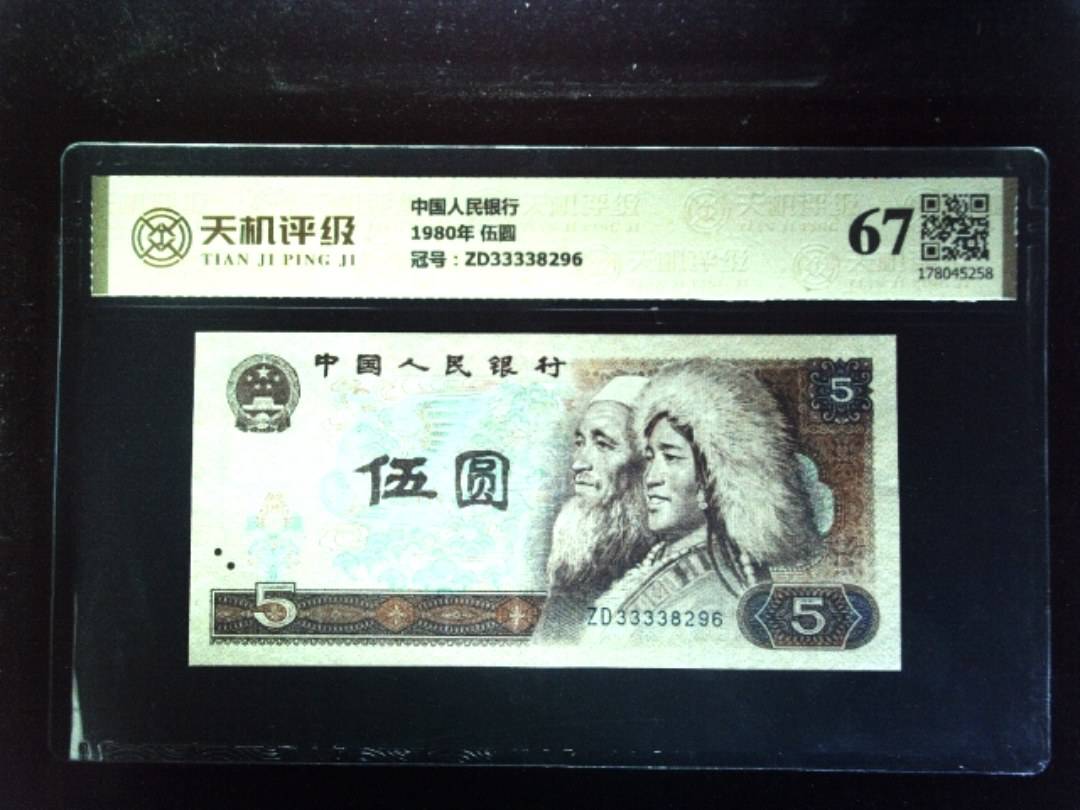 天机评级
TIAN JI PING JI
中国人民银行
1980年 伍圆
冠号：ZD33338296
67
178045258
中国人民银行
5
伍圆
5
ZD33338296
5